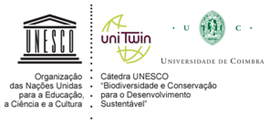 UNESCO
uniTwin
· U · C ·
UNIVERSIDADE DE COIMBRA
Organização
das Nações Unidas
para a Educação,
a Ciência e a Cultura
Cátedra UNESCO
“Biodiversidade e Conservação
para o Desenvolvimento
Sustentável”